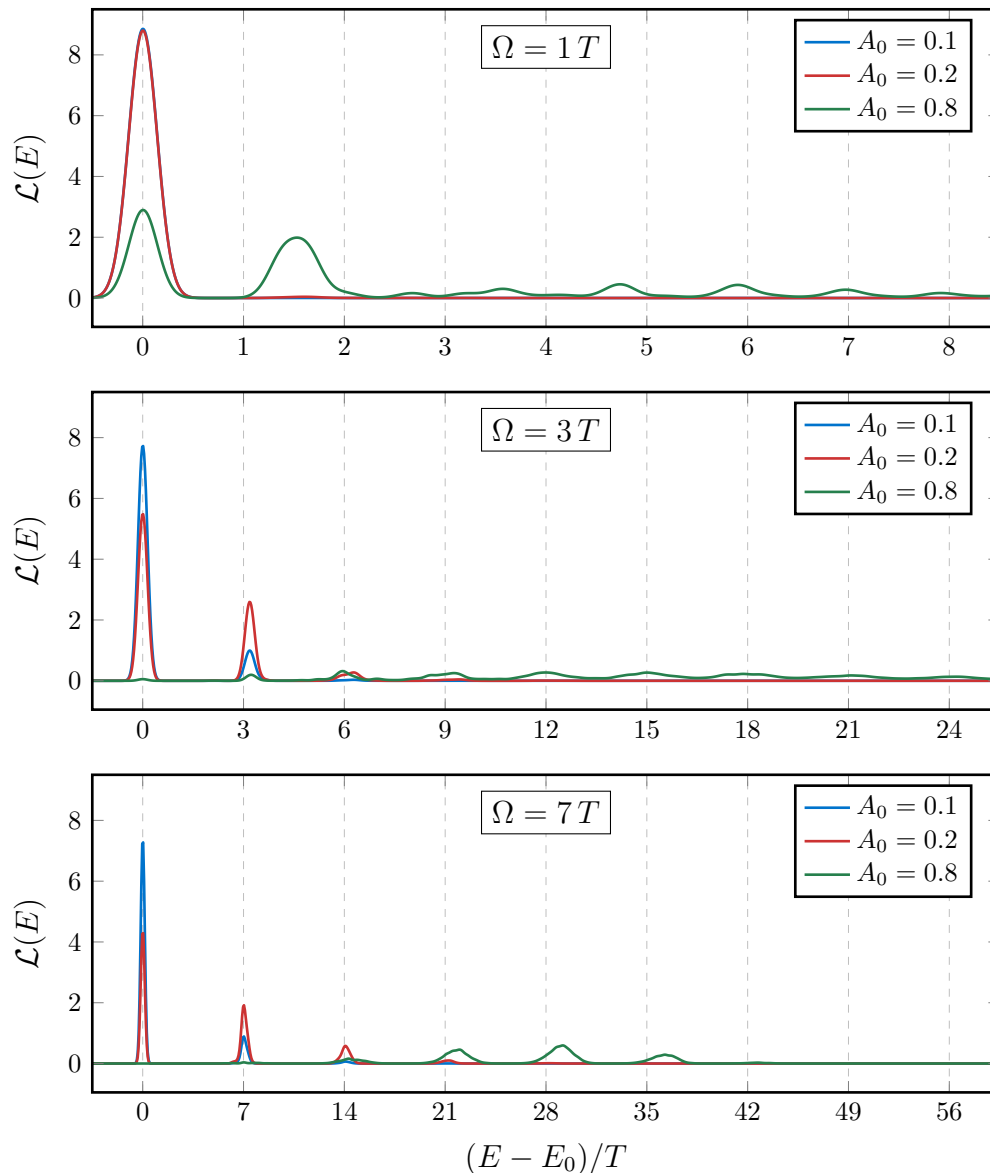 Ω = 1 T
A₀ = 0.1
A₀ = 0.2
A₀ = 0.8
ℒ(E)
8
6
4
2
0
0 1 2 3 4 5 6 7 8
Ω = 3 T
A₀ = 0.1
A₀ = 0.2
A₀ = 0.8
ℒ(E)
8
6
4
2
0
0 3 6 9 12 15 18 21 24
Ω = 7 T
A₀ = 0.1
A₀ = 0.2
A₀ = 0.8
ℒ(E)
8
6
4
2
0
0 7 14 21 28 35 42 49 56
(E − E₀)/T